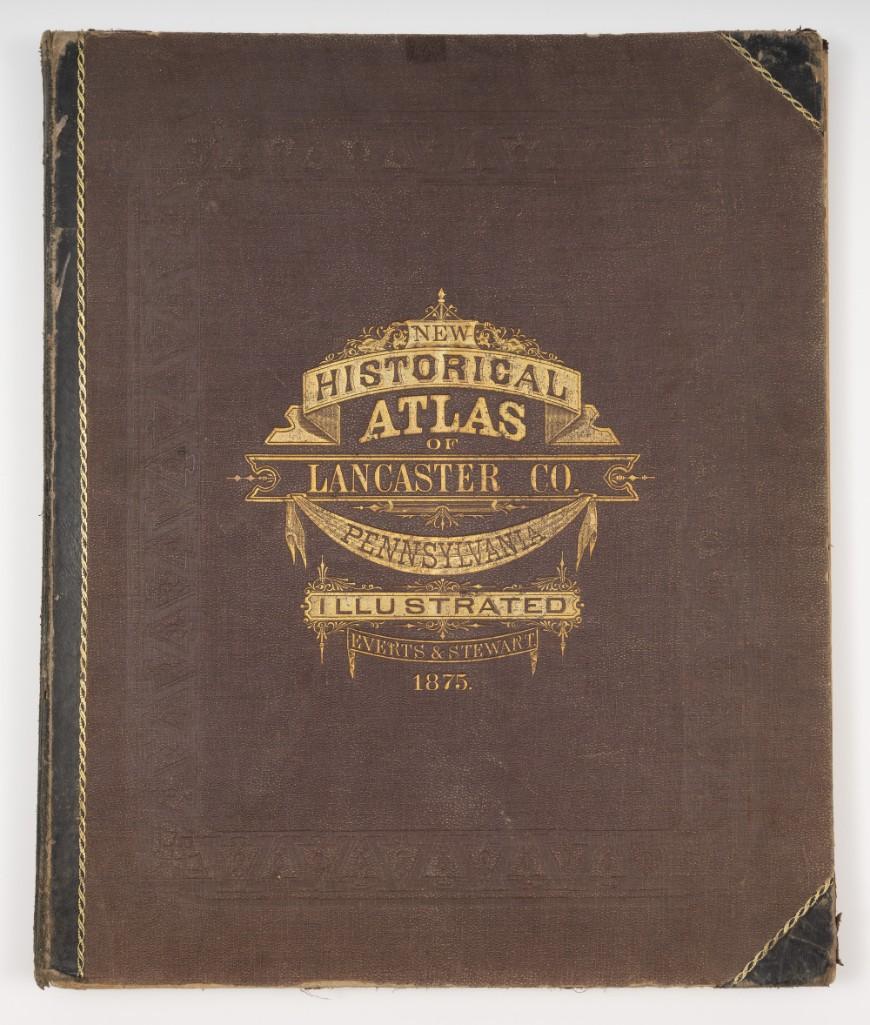 NEW
HISTORICAL
ATLAS
OF
LANCASTER CO.
PENNSYLVANIA
ILLUSTRATED
EVERTS & STEWART
1875.